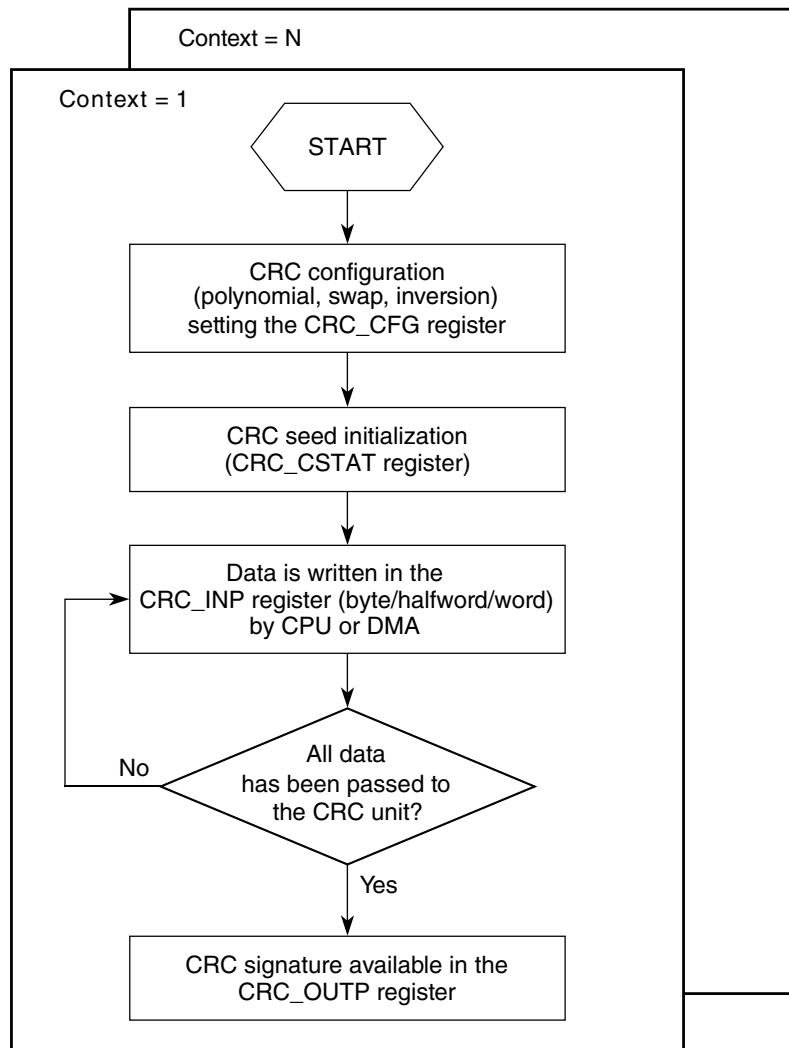 Context = N
Context = 1
START
CRC configuration
(polynomial, swap, inversion)
setting the CRC_CFG register
CRC seed initialization
(CRC_CSTAT register)
Data is written in the
CRC_INP register (byte/halfword/word)
by CPU or DMA
All data
has been passed to
the CRC unit?
No
Yes
CRC signature available in the
CRC_OUTP register